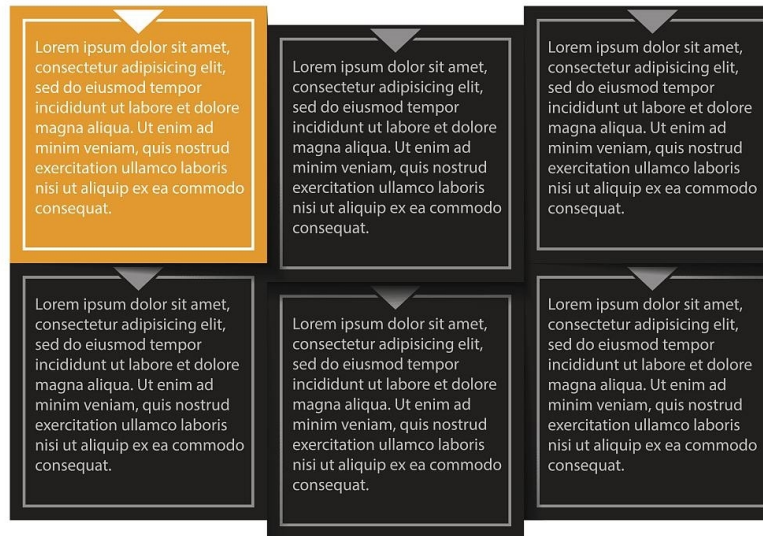 Lorem ipsum dolor sit amet,
consectetur adipisicing elit,
sed do eiusmod tempor
incididunt ut labore et dolore
magna aliqua. Ut enim ad
minim veniam, quis nostrud
exercitation ullamco laboris
nisi ut aliquip ex ea commodo
consequat.
Lorem ipsum dolor sit amet,
consectetur adipisicing elit,
sed do eiusmod tempor
incididunt ut labore et dolore
magna aliqua. Ut enim ad
minim veniam, quis nostrud
exercitation ullamco laboris
nisi ut aliquip ex ea commodo
consequat.
Lorem ipsum dolor sit amet,
consectetur adipisicing elit,
sed do eiusmod tempor
incididunt ut labore et dolore
magna aliqua. Ut enim ad
minim veniam, quis nostrud
exercitation ullamco laboris
nisi ut aliquip ex ea commodo
consequat.
Lorem ipsum dolor sit amet,
consectetur adipisicing elit,
sed do eiusmod tempor
incididunt ut labore et dolore
magna aliqua. Ut enim ad
minim veniam, quis nostrud
exercitation ullamco laboris
nisi ut aliquip ex ea commodo
consequat.
Lorem ipsum dolor sit amet,
consectetur adipisicing elit,
sed do eiusmod tempor
incididunt ut labore et dolore
magna aliqua. Ut enim ad
minim veniam, quis nostrud
exercitation ullamco laboris
nisi ut aliquip ex ea commodo
consequat.
Lorem ipsum dolor sit amet,
consectetur adipisicing elit,
sed do eiusmod tempor
incididunt ut labore et dolore
magna aliqua. Ut enim ad
minim veniam, quis nostrud
exercitation ullamco laboris
nisi ut aliquip ex ea commodo
consequat.